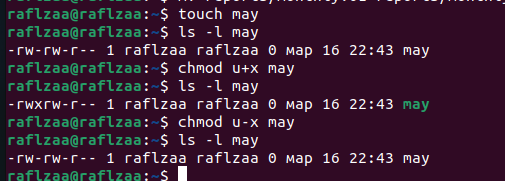 raflzaa@raflzaa:~$ touch may
raflzaa@raflzaa:~$ ls -l may
-rw-rw-r-- 1 raflzaa raflzaa 0 мар 16 22:43 may
raflzaa@raflzaa:~$ chmod u+x may
raflzaa@raflzaa:~$ ls -l may
-rwxrw-r-- 1 raflzaa raflzaa 0 мар 16 22:43 may
raflzaa@raflzaa:~$ chmod u-x may
raflzaa@raflzaa:~$ ls -l may
-rw-rw-r-- 1 raflzaa raflzaa 0 мар 16 22:43 may
raflzaa@raflzaa:~$